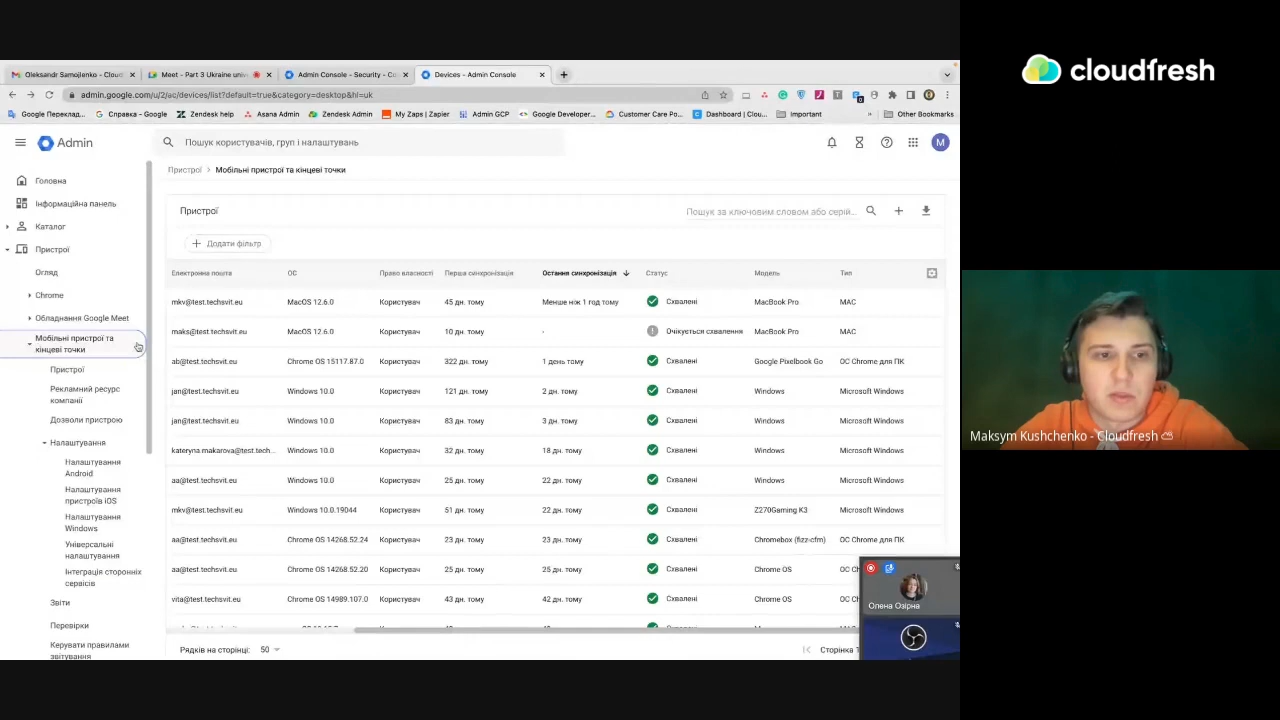 cloudfresh
Oleksandr Samojlenko - Cloud
Meet - Part 3 Ukraine univ
Admin Console - Security - Cu
Devices - Admin Console
admin.google.com/u/2/ac/devices/list?default=true&category=desktop&hl=uk
Google Переклад...
Справка - Google
Zendesk help
Asana Admin
Zendesk Admin
My Zaps | Zapier
Admin GCP
Google Developer...
Customer Care Po...
Dashboard | Clou...
Important
»
Other Bookmarks
Admin
Пошук користувачів, груп і налаштувань
M
Пристрої > Мобільні пристрої та кінцеві точки
Головна
Інформаційна панель
Каталог
Пристрої
Огляд
Chrome
Обладнання Google Meet
Мобільні пристрої та
кінцеві точки
Пристрої
Рекламний ресурс
компанії
Дозволи пристрою
Налаштування
Налаштування
Android
Налаштування
пристроїв iOS
Налаштування
Windows
Універсальні
налаштування
Інтеграція сторонніх
сервісів
Звіти
Перевірки
Керувати правилами
звітування
Пристрої
Пошук за ключовим словом або серій...
Додати фільтр
Електронна пошта ОС Право власності Перша синхронізація Остання синхронізація Статус Модель Тип
mkv@test.techsvit.eu MacOS 12.6.0 Користувач 45 дн. тому Менше ніж 1 год тому Схвалені MacBook Pro MAC
maks@test.techsvit.eu MacOS 12.6.0 Користувач 10 дн. тому - Очікується схвалення MacBook Pro MAC
ab@test.techsvit.eu Chrome OS 15117.87.0 Користувач 322 дн. тому 1 день тому Схвалені Google Pixelbook Go ОС Chrome для ПК
jan@test.techsvit.eu Windows 10.0 Користувач 121 дн. тому 2 дн. тому Схвалені Windows Microsoft Windows
jan@test.techsvit.eu Windows 10.0 Користувач 83 дн. тому 3 дн. тому Схвалені Windows Microsoft Windows
kateryna.makarova@test.tech... Windows 10.0 Користувач 32 дн. тому 18 дн. тому Схвалені Windows Microsoft Windows
aa@test.techsvit.eu Windows 10.0 Користувач 25 дн. тому 22 дн. тому Схвалені Windows Microsoft Windows
mkv@test.techsvit.eu Windows 10.0.19044 Користувач 51 дн. тому 22 дн. тому Схвалені Z270Gaming K3 Microsoft Windows
aa@test.techsvit.eu Chrome OS 14268.52.24 Користувач 23 дн. тому 23 дн. тому Схвалені Chromebox (fizz-cfm) ОС Chrome для ПК
aa@test.techsvit.eu Chrome OS 14268.52.20 Користувач 25 дн. тому 25 дн. тому Схвалені Chrome OS ОС Ch
vita@test.techsvit.eu Chrome OS 14989.107.0 Користувач 43 дн. тому 42 дн. тому Схвалені Chrome OS ОС Ch
Рядків на сторінці: 50
Сторінка 1
Олена Озірна
Maksym Kushchenko - Cloudfresh